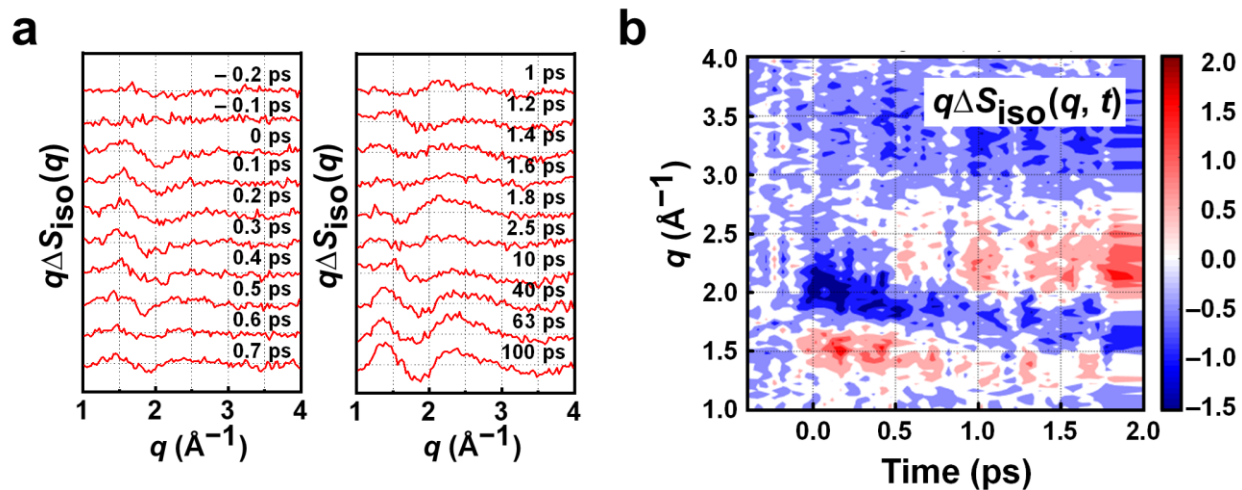 a
b
qΔS_iso(q)
– 0.2 ps
– 0.1 ps
0 ps
0.1 ps
0.2 ps
0.3 ps
0.4 ps
0.5 ps
0.6 ps
0.7 ps
1 2 3 4
q (Å⁻¹)
qΔS_iso(q)
1 ps
1.2 ps
1.4 ps
1.6 ps
1.8 ps
2.5 ps
10 ps
40 ps
63 ps
100 ps
1 2 3 4
q (Å⁻¹)
qΔS_iso(q, t)
q (Å⁻¹)
4.0
3.5
3.0
2.5
2.0
1.5
1.0
0.0 0.5 1.0 1.5 2.0
Time (ps)
2.0
1.5
1.0
0.5
0.0
–0.5
–1.0
–1.5